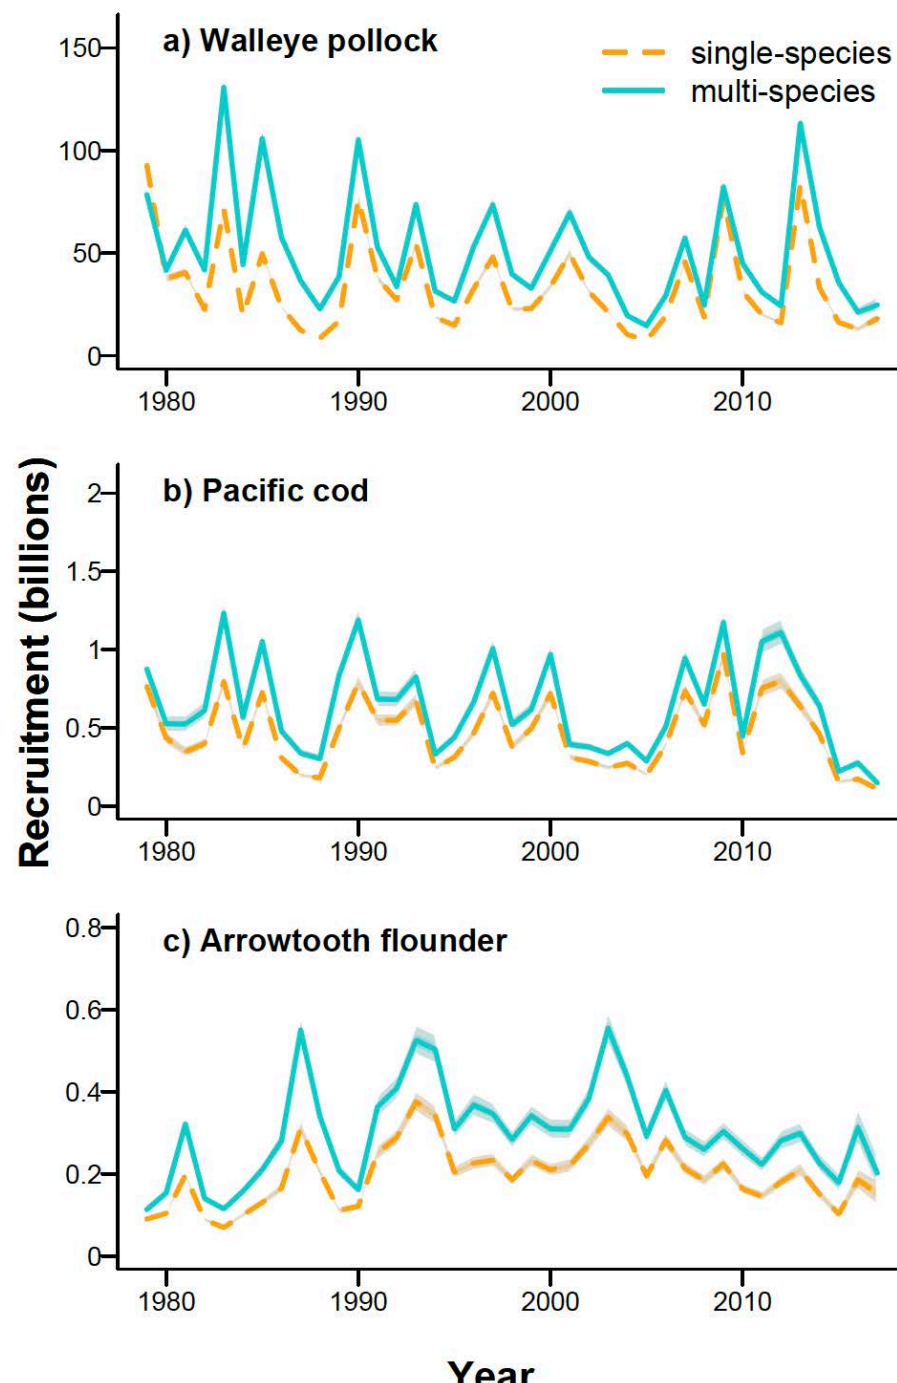 a) Walleye pollock
single-species
multi-species
150
100
50
0
1980 1990 2000 2010
Recruitment (billions)
b) Pacific cod
2
1.5
1
0.5
0
1980 1990 2000 2010
c) Arrowtooth flounder
0.8
0.6
0.4
0.2
0
1980 1990 2000 2010
Year